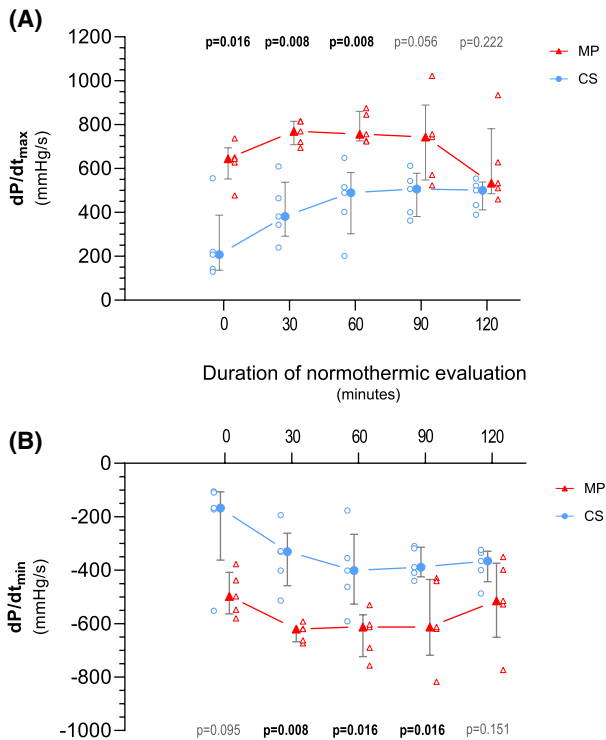 (A)
p=0.016 p=0.008 p=0.008 p=0.056 p=0.222
1200
1000
800
600
400
200
0
dP/dtmax
(mmHg/s)
MP
CS
0 30 60 90 120
Duration of normothermic evaluation
(minutes)
(B)
0 30 60 90 120
0
-200
-400
-600
-800
-1000
dP/dtmin
(mmHg/s)
MP
CS
p=0.095 p=0.008 p=0.016 p=0.016 p=0.151